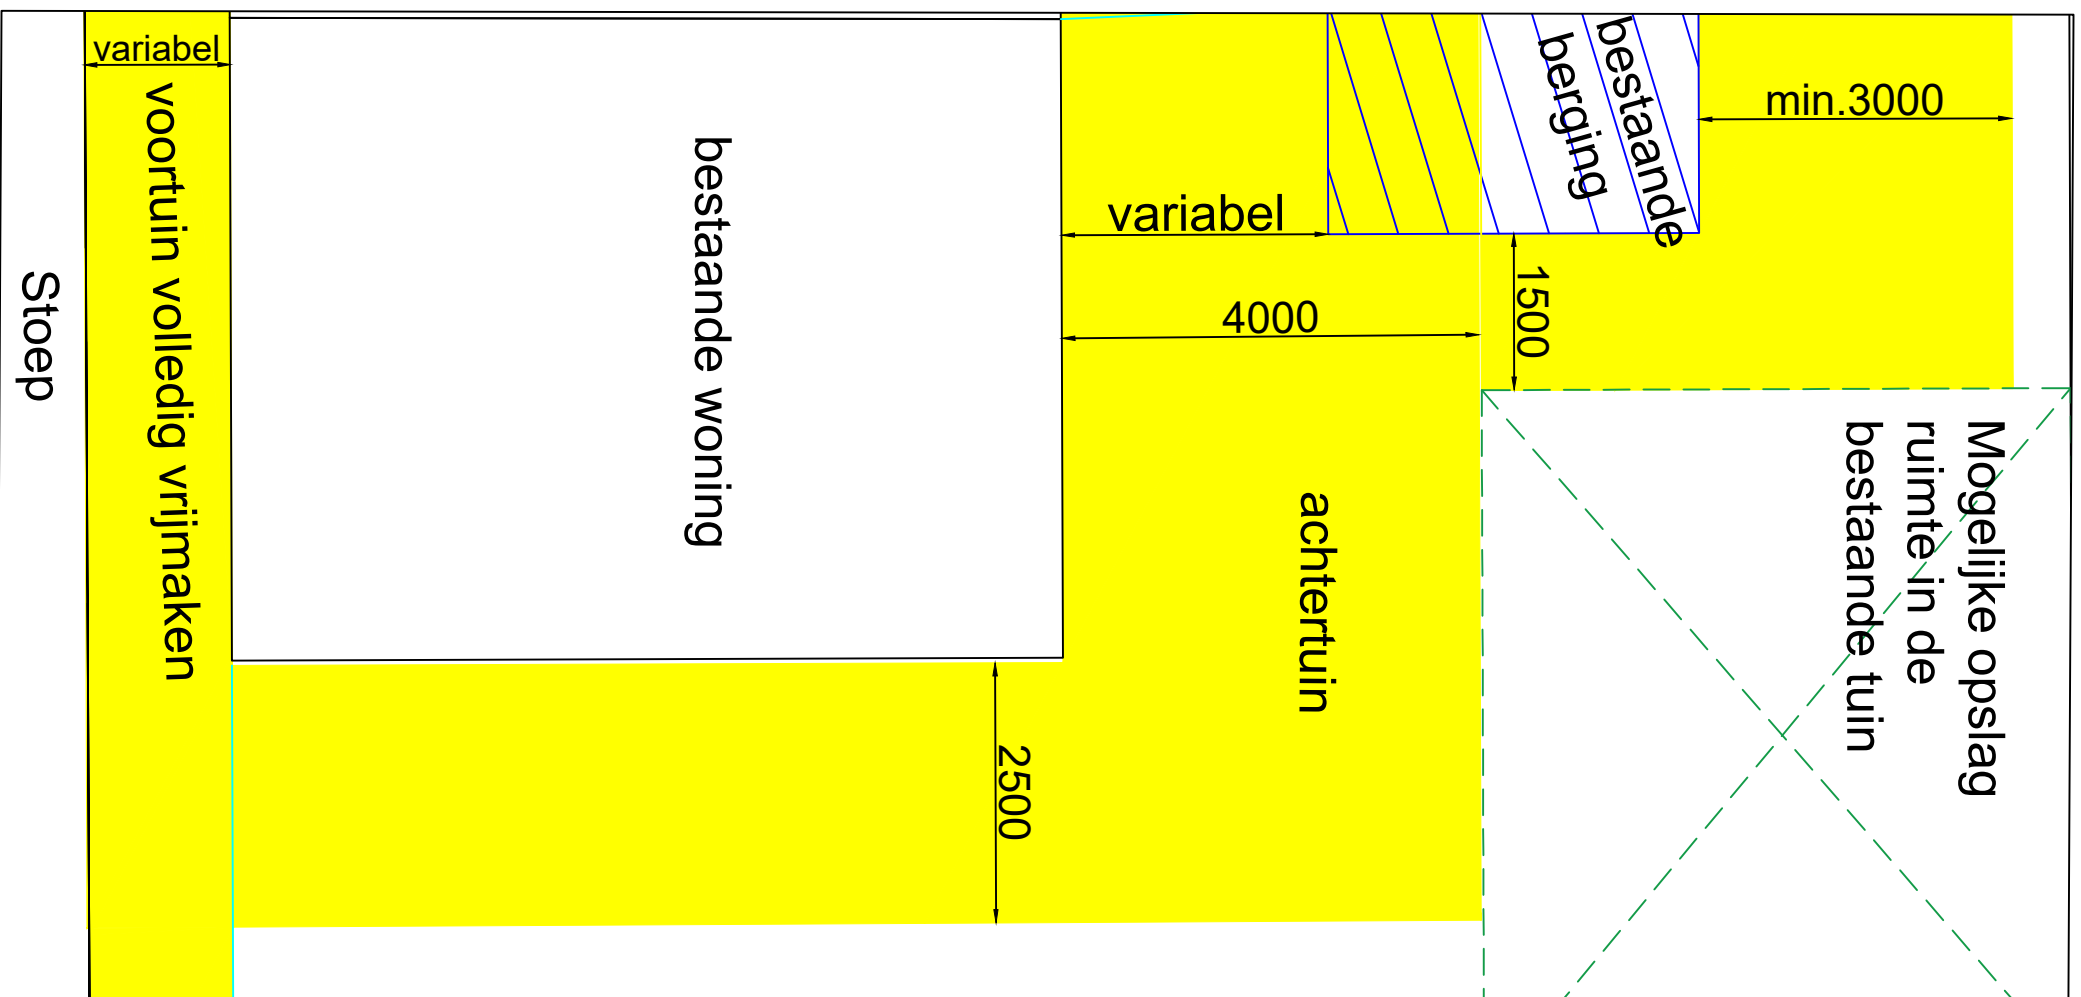 variabel
voortuin volledig vrijmaken
Stoep
bestaande woning
variabel
4000
bestaande
berging
min.3000
1500
achtertuin
2500
Mogelijke opslag
ruimte in de
bestaande tuin